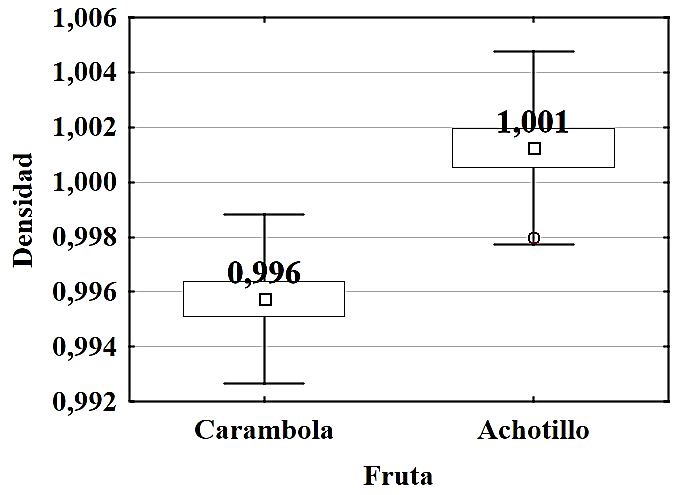 1,006
1,004
1,002
1,000
0,998
0,996
0,994
0,992
Densidad
0,996
1,001
Carambola
Achotillo
Fruta